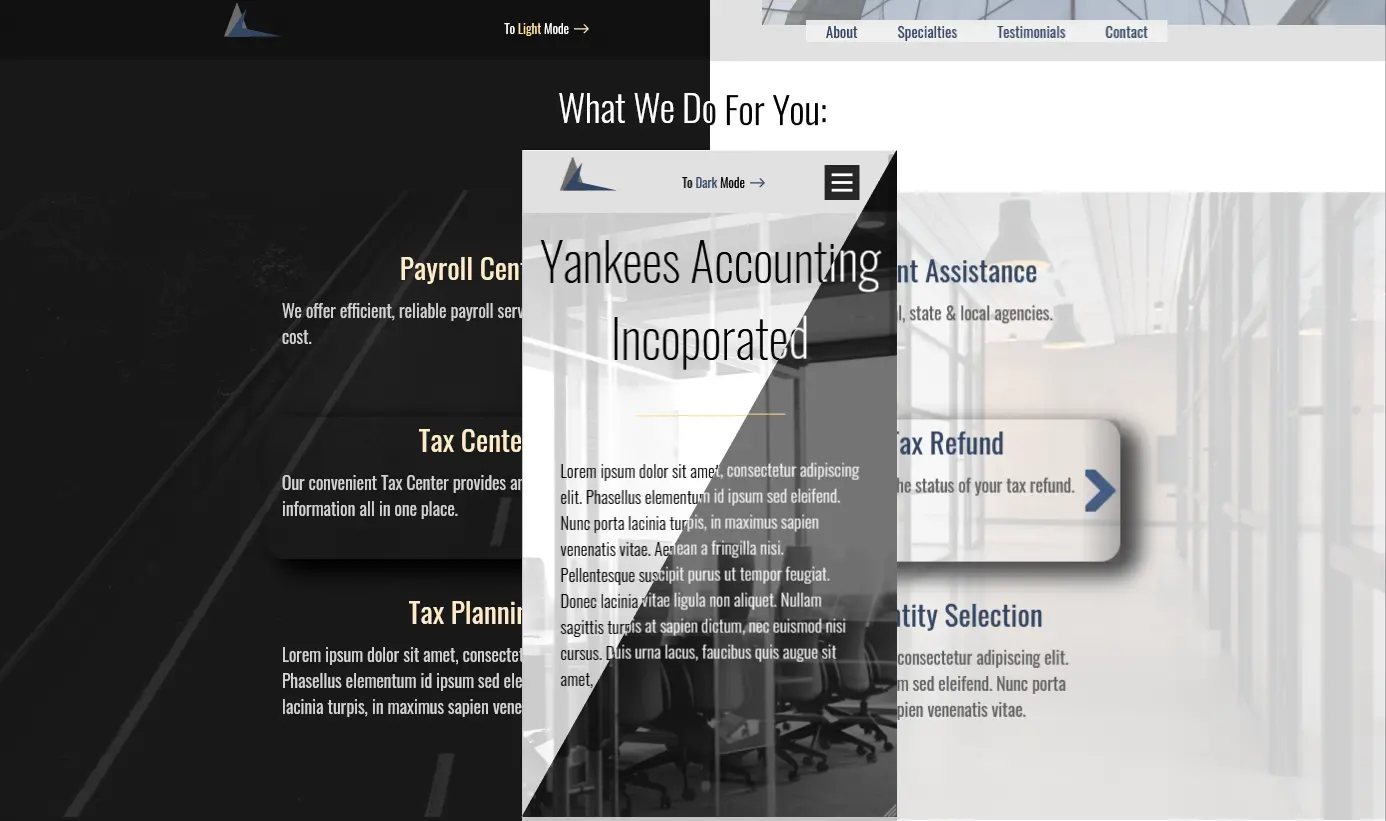 To Light Mode →
About Specialties Testimonials Contact
What We Do For You:
To Dark Mode →
Yankees Accounting
Incoporated
Lorem ipsum dolor sit amet, consectetur adipiscing
elit. Phasellus elementum id ipsum sed eleifend.
Nunc porta lacinia turpis, in maximus sapien
venenatis vitae. Aenean a fringilla nisi.
Pellentesque suscipit purus ut tempor feugiat.
Donec lacinia vitae ligula non aliquet. Nullam
sagittis turpis at sapien dictum, nec euismod nisi
cursus. Duis urna lacus, faucibus quis augue sit
amet,
Payroll Cent
We offer efficient, reliable payroll serv
cost.
Tax Cente
Our convenient Tax Center provides an
information all in one place.
Tax Plannin
Lorem ipsum dolor sit amet, consectet
Phasellus elementum id ipsum sed ele
lacinia turpis, in maximus sapien vene
nt Assistance
l, state & local agencies.
Tax Refund
he status of your tax refund.
ntity Selection
consectetur adipiscing elit.
m sed eleifend. Nunc porta
pien venenatis vitae.